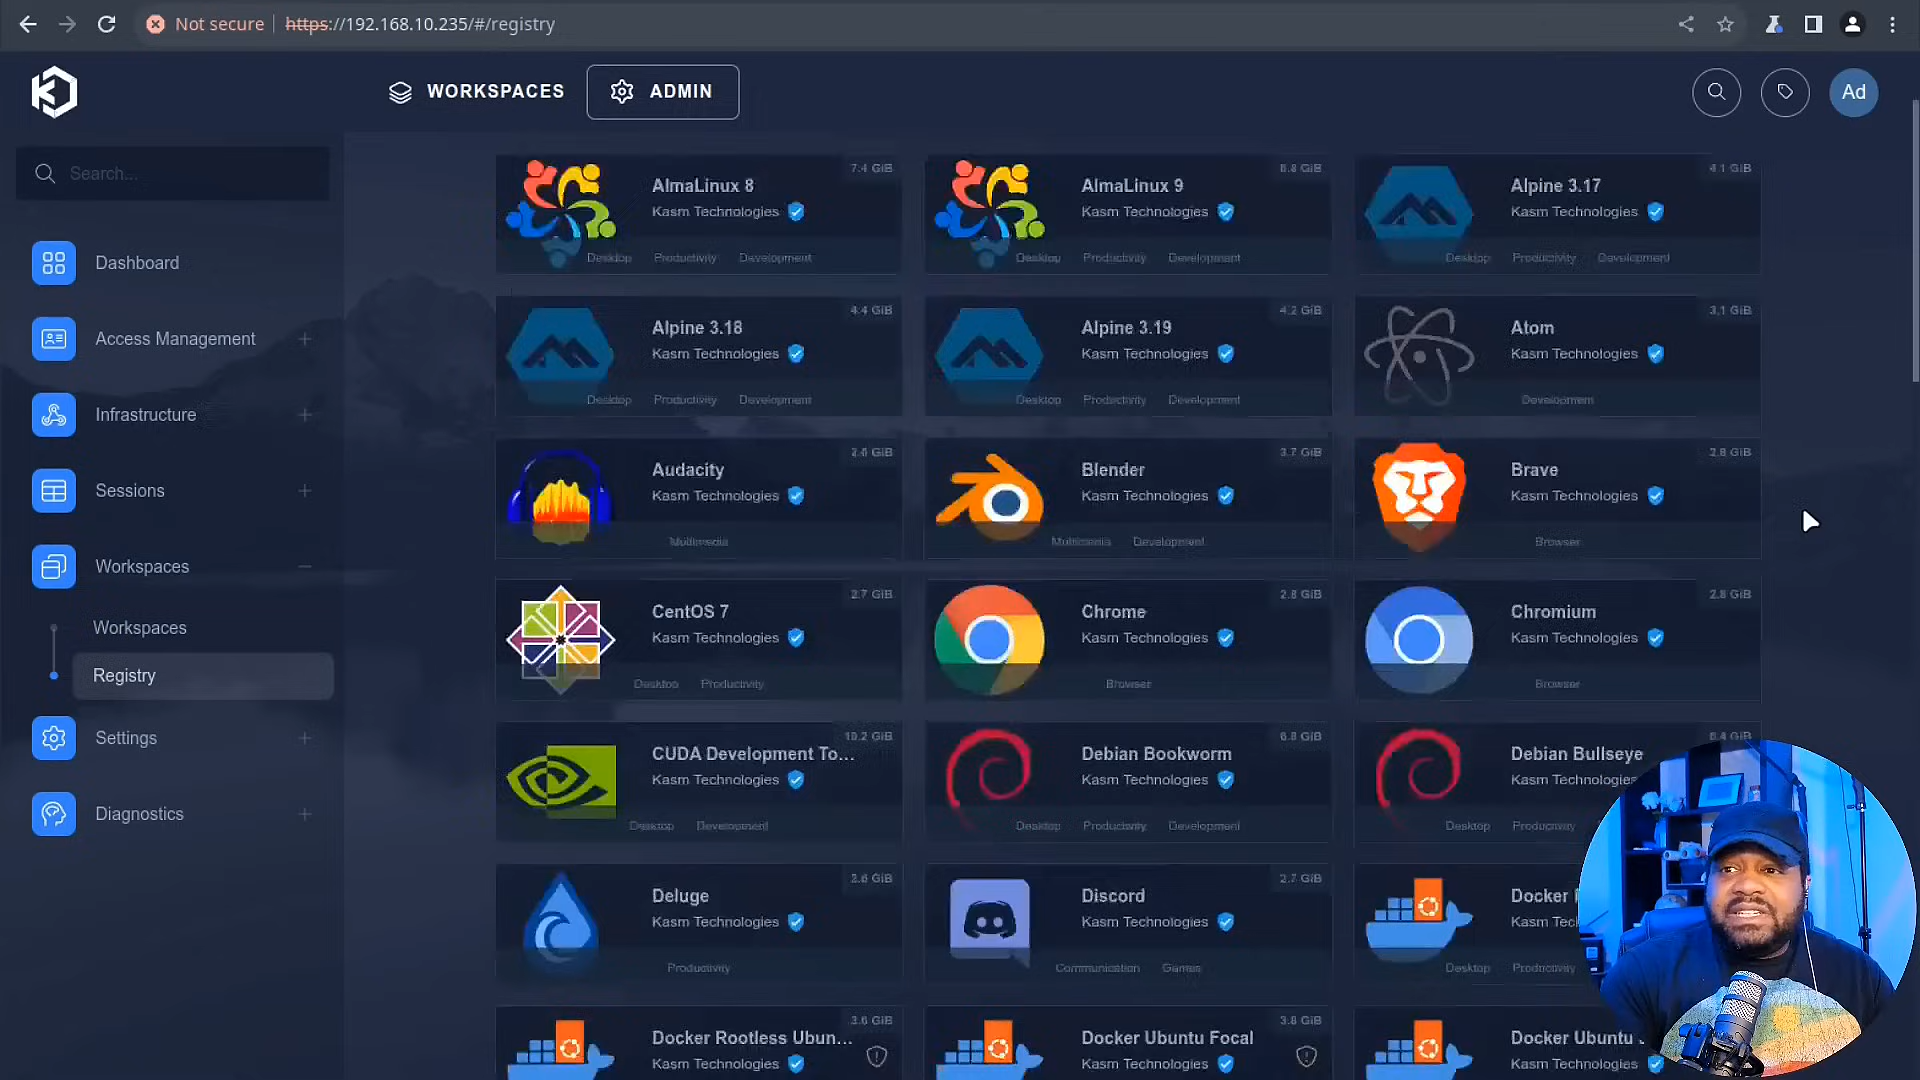 Not secure
https://192.168.10.235/#/registry
WORKSPACES
ADMIN
Ad
Search...
Dashboard
Access Management
Infrastructure
Sessions
Workspaces
Workspaces
Registry
Settings
Diagnostics
7.4 GiB
AlmaLinux 8
Kasm Technologies
Desktop Productivity Development
AlmaLinux 9
Kasm Technologies
Desktop Productivity Development
4.1 GiB
Alpine 3.17
Kasm Technologies
Desktop Productivity Development
4.4 GiB
Alpine 3.18
Kasm Technologies
Desktop Productivity Development
4.2 GiB
Alpine 3.19
Kasm Technologies
Desktop Productivity Development
3.1 GiB
Atom
Kasm Technologies
Development
Audacity
Kasm Technologies
Multimedia
3.7 GiB
Blender
Kasm Technologies
Multimedia Development
2.8 GiB
Brave
Kasm Technologies
Browser
2.7 GiB
CentOS 7
Kasm Technologies
Desktop Productivity
2.8 GiB
Chrome
Kasm Technologies
Browser
2.8 GiB
Chromium
Kasm Technologies
Browser
10.2 GiB
CUDA Development To...
Kasm Technologies
Desktop Development
Debian Bookworm
Kasm Technologies
Desktop Productivity Development
Debian Bullseye
Kasm Technologies
Desktop Productivity
2.6 GiB
Deluge
Kasm Technologies
Productivity
2.7 GiB
Discord
Kasm Technologies
Communication Games
Docker
Kasm
Desktop Productivity
3.6 GiB
Docker Rootless Ubun...
Kasm Technologies
3.8 GiB
Docker Ubuntu Focal
Kasm Technologies
Docker Ubuntu
Kasm Technologies